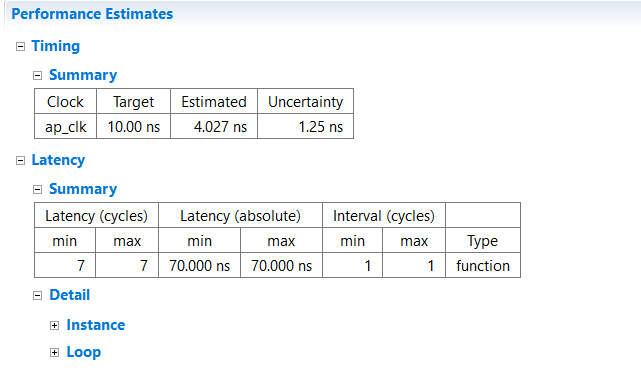 Performance Estimates
Timing
Summary
Clock Target Estimated Uncertainty
ap_clk 10.00 ns 4.027 ns 1.25 ns
Latency
Summary
Latency (cycles) Latency (absolute) Interval (cycles)
min max min max min max Type
7 7 70.000 ns 70.000 ns 1 1 function
Detail
Instance
Loop